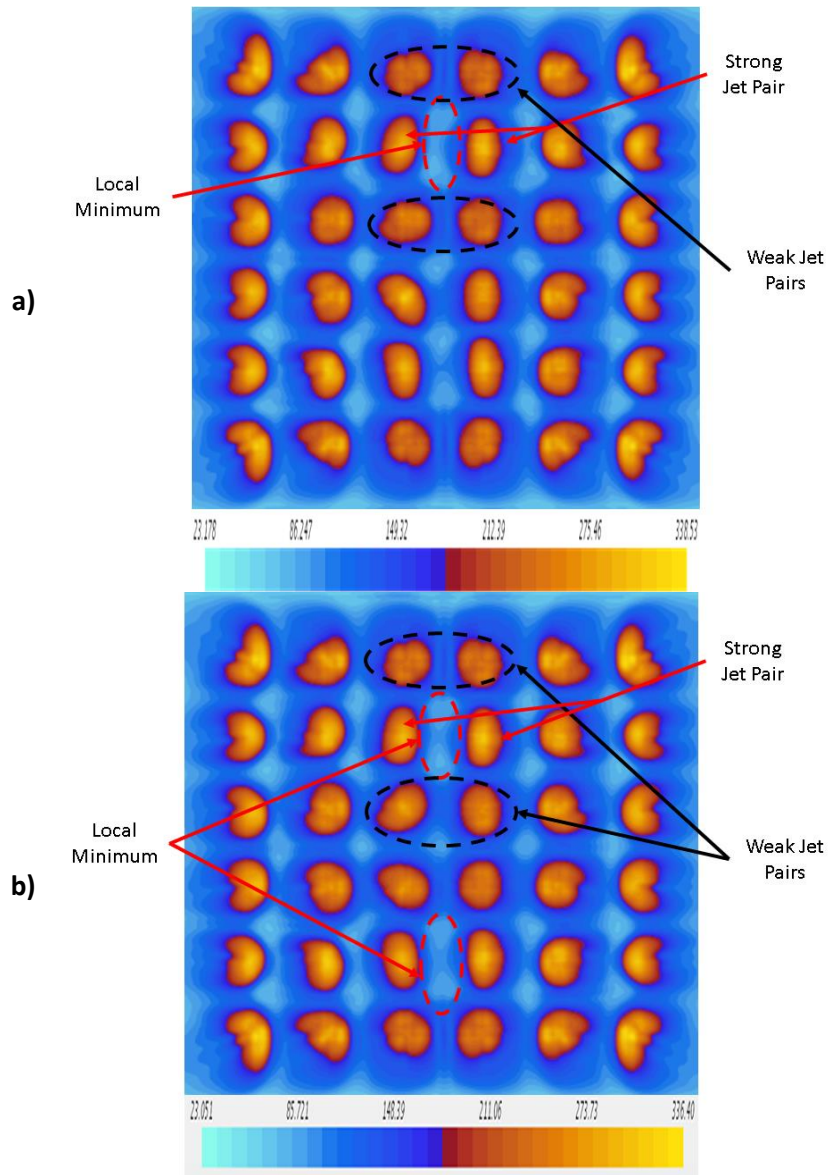 Strong
Jet Pair
Local
Minimum
Weak Jet
Pairs
a)
23.178 86.247 149.32 212.39 275.46 338.53
Strong
Jet Pair
Local
Minimum
Weak Jet
Pairs
b)
23.051 85.721 148.39 211.06 273.73 336.40